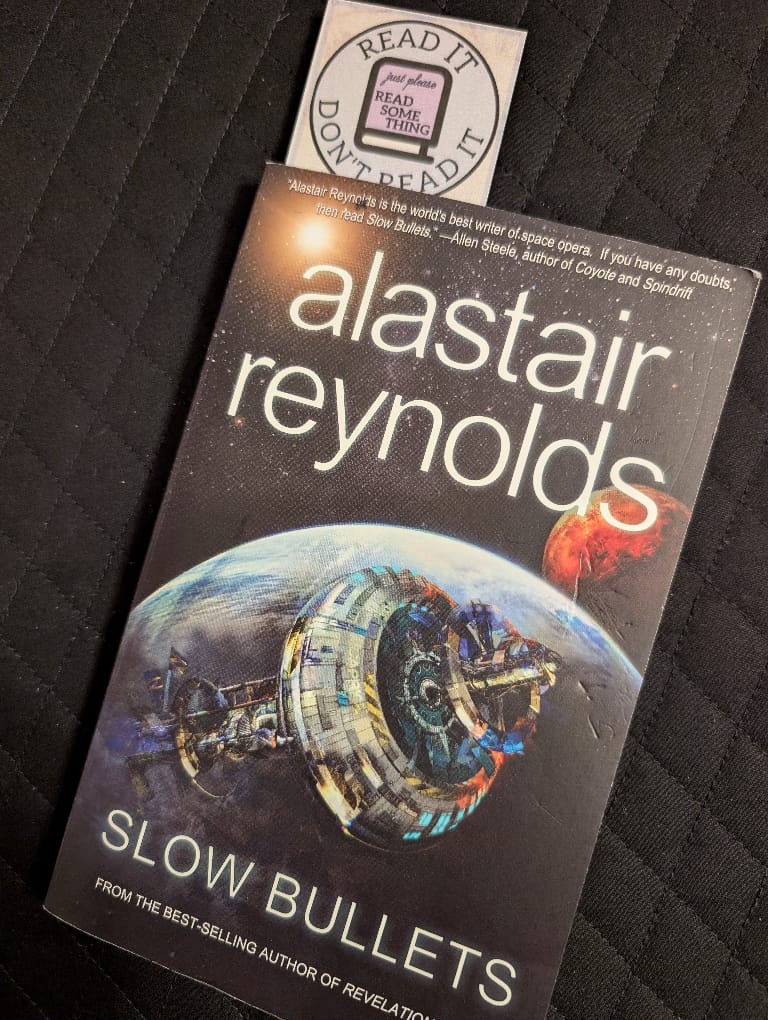 READ IT
just please
READ
SOME
THING
DON'T READ IT
"Alastair Reynolds is the world's best writer of space opera. If you have any doubts,
then read Slow Bullets." —Allen Steele, author of Coyote and Spindrift
alastair
reynolds
SLOW BULLETS
FROM THE BEST-SELLING AUTHOR OF REVELATION